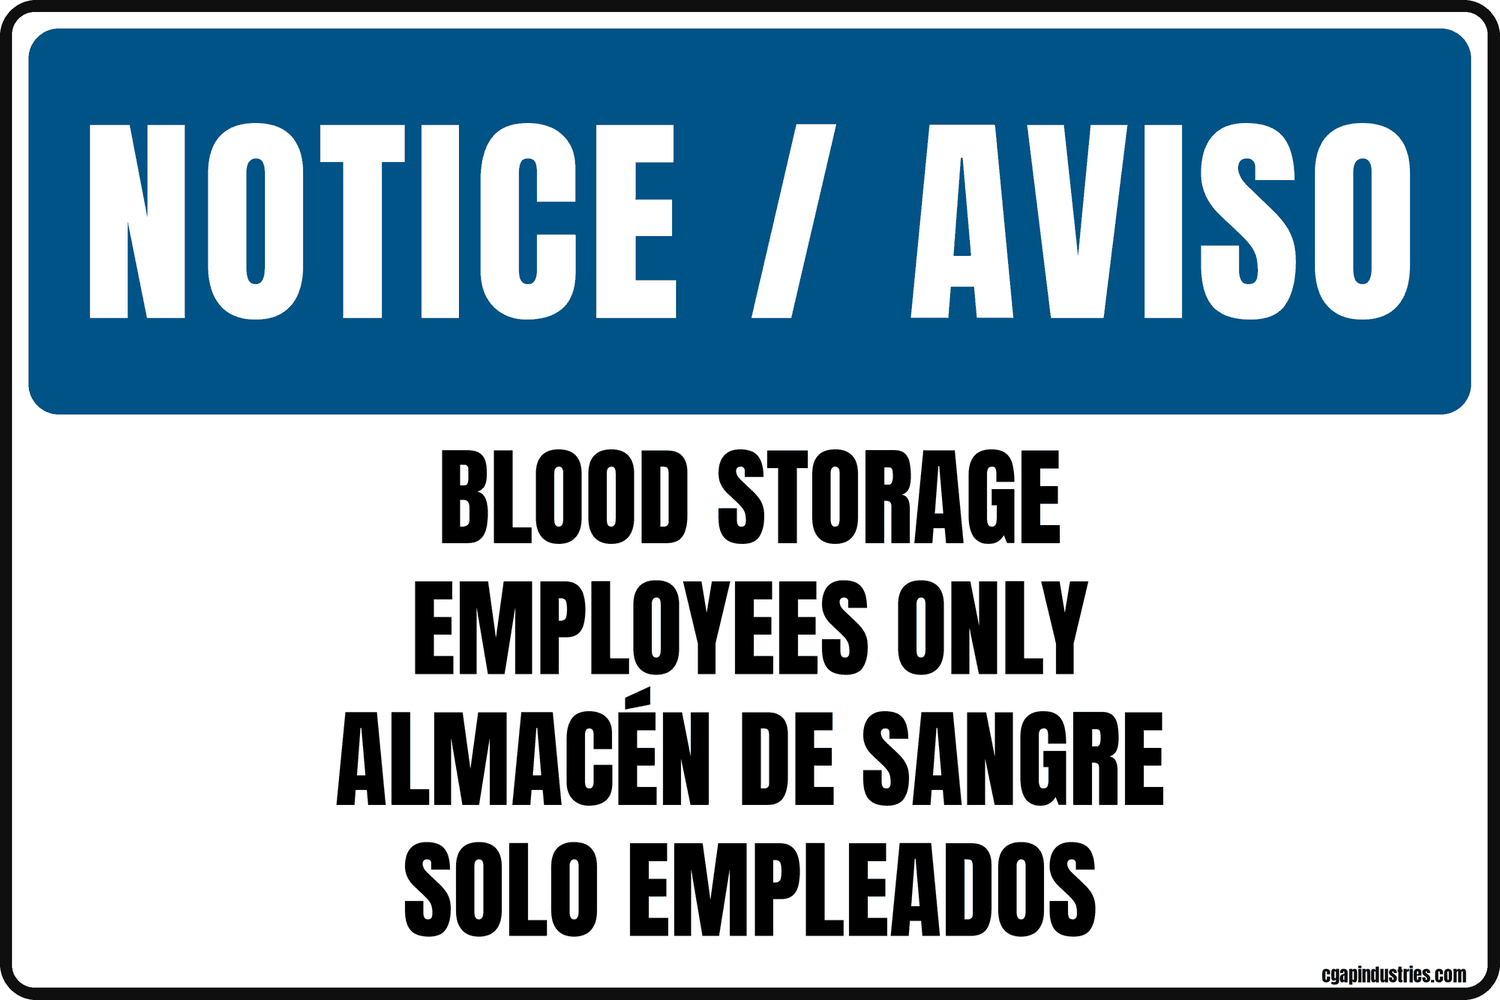 NOTICE / AVISO
BLOOD STORAGE
EMPLOYEES ONLY
ALMACÉN DE SANGRE
SOLO EMPLEADOS
cgapindustries.com